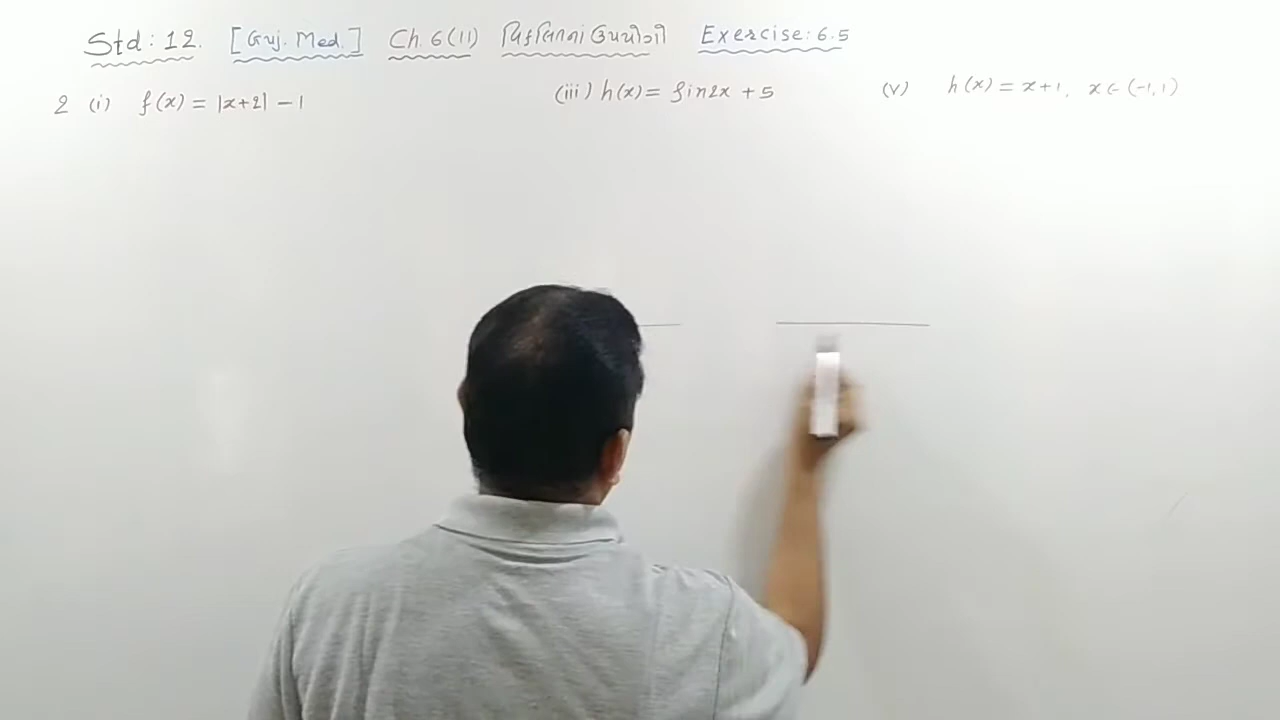 Std: 12. [Guj. Med.] Ch. 6(11) વિકલિતનાં ઉપયોગો Exercise: 6.5
2 (i) f(x) = |x+2| - 1 (iii) h(x) = sin2x + 5 (v) h(x) = x+1, x ∈ (-1,1)